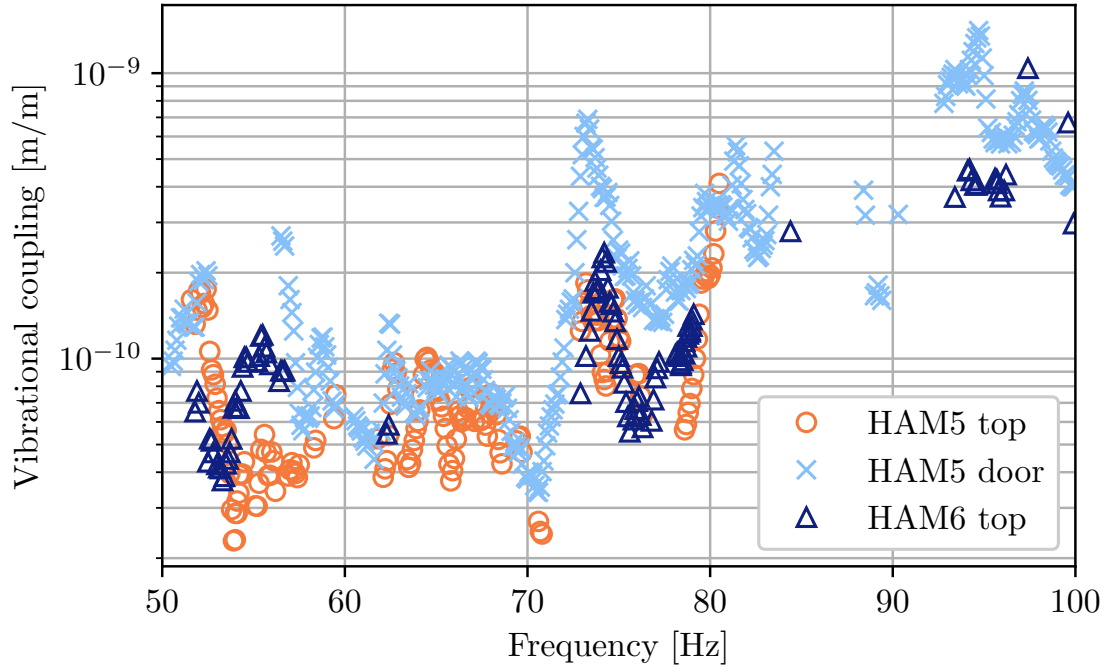 Vibrational coupling [m/m]
10⁻⁹
10⁻¹⁰
HAM5 top
HAM5 door
HAM6 top
50 60 70 80 90 100
Frequency [Hz]